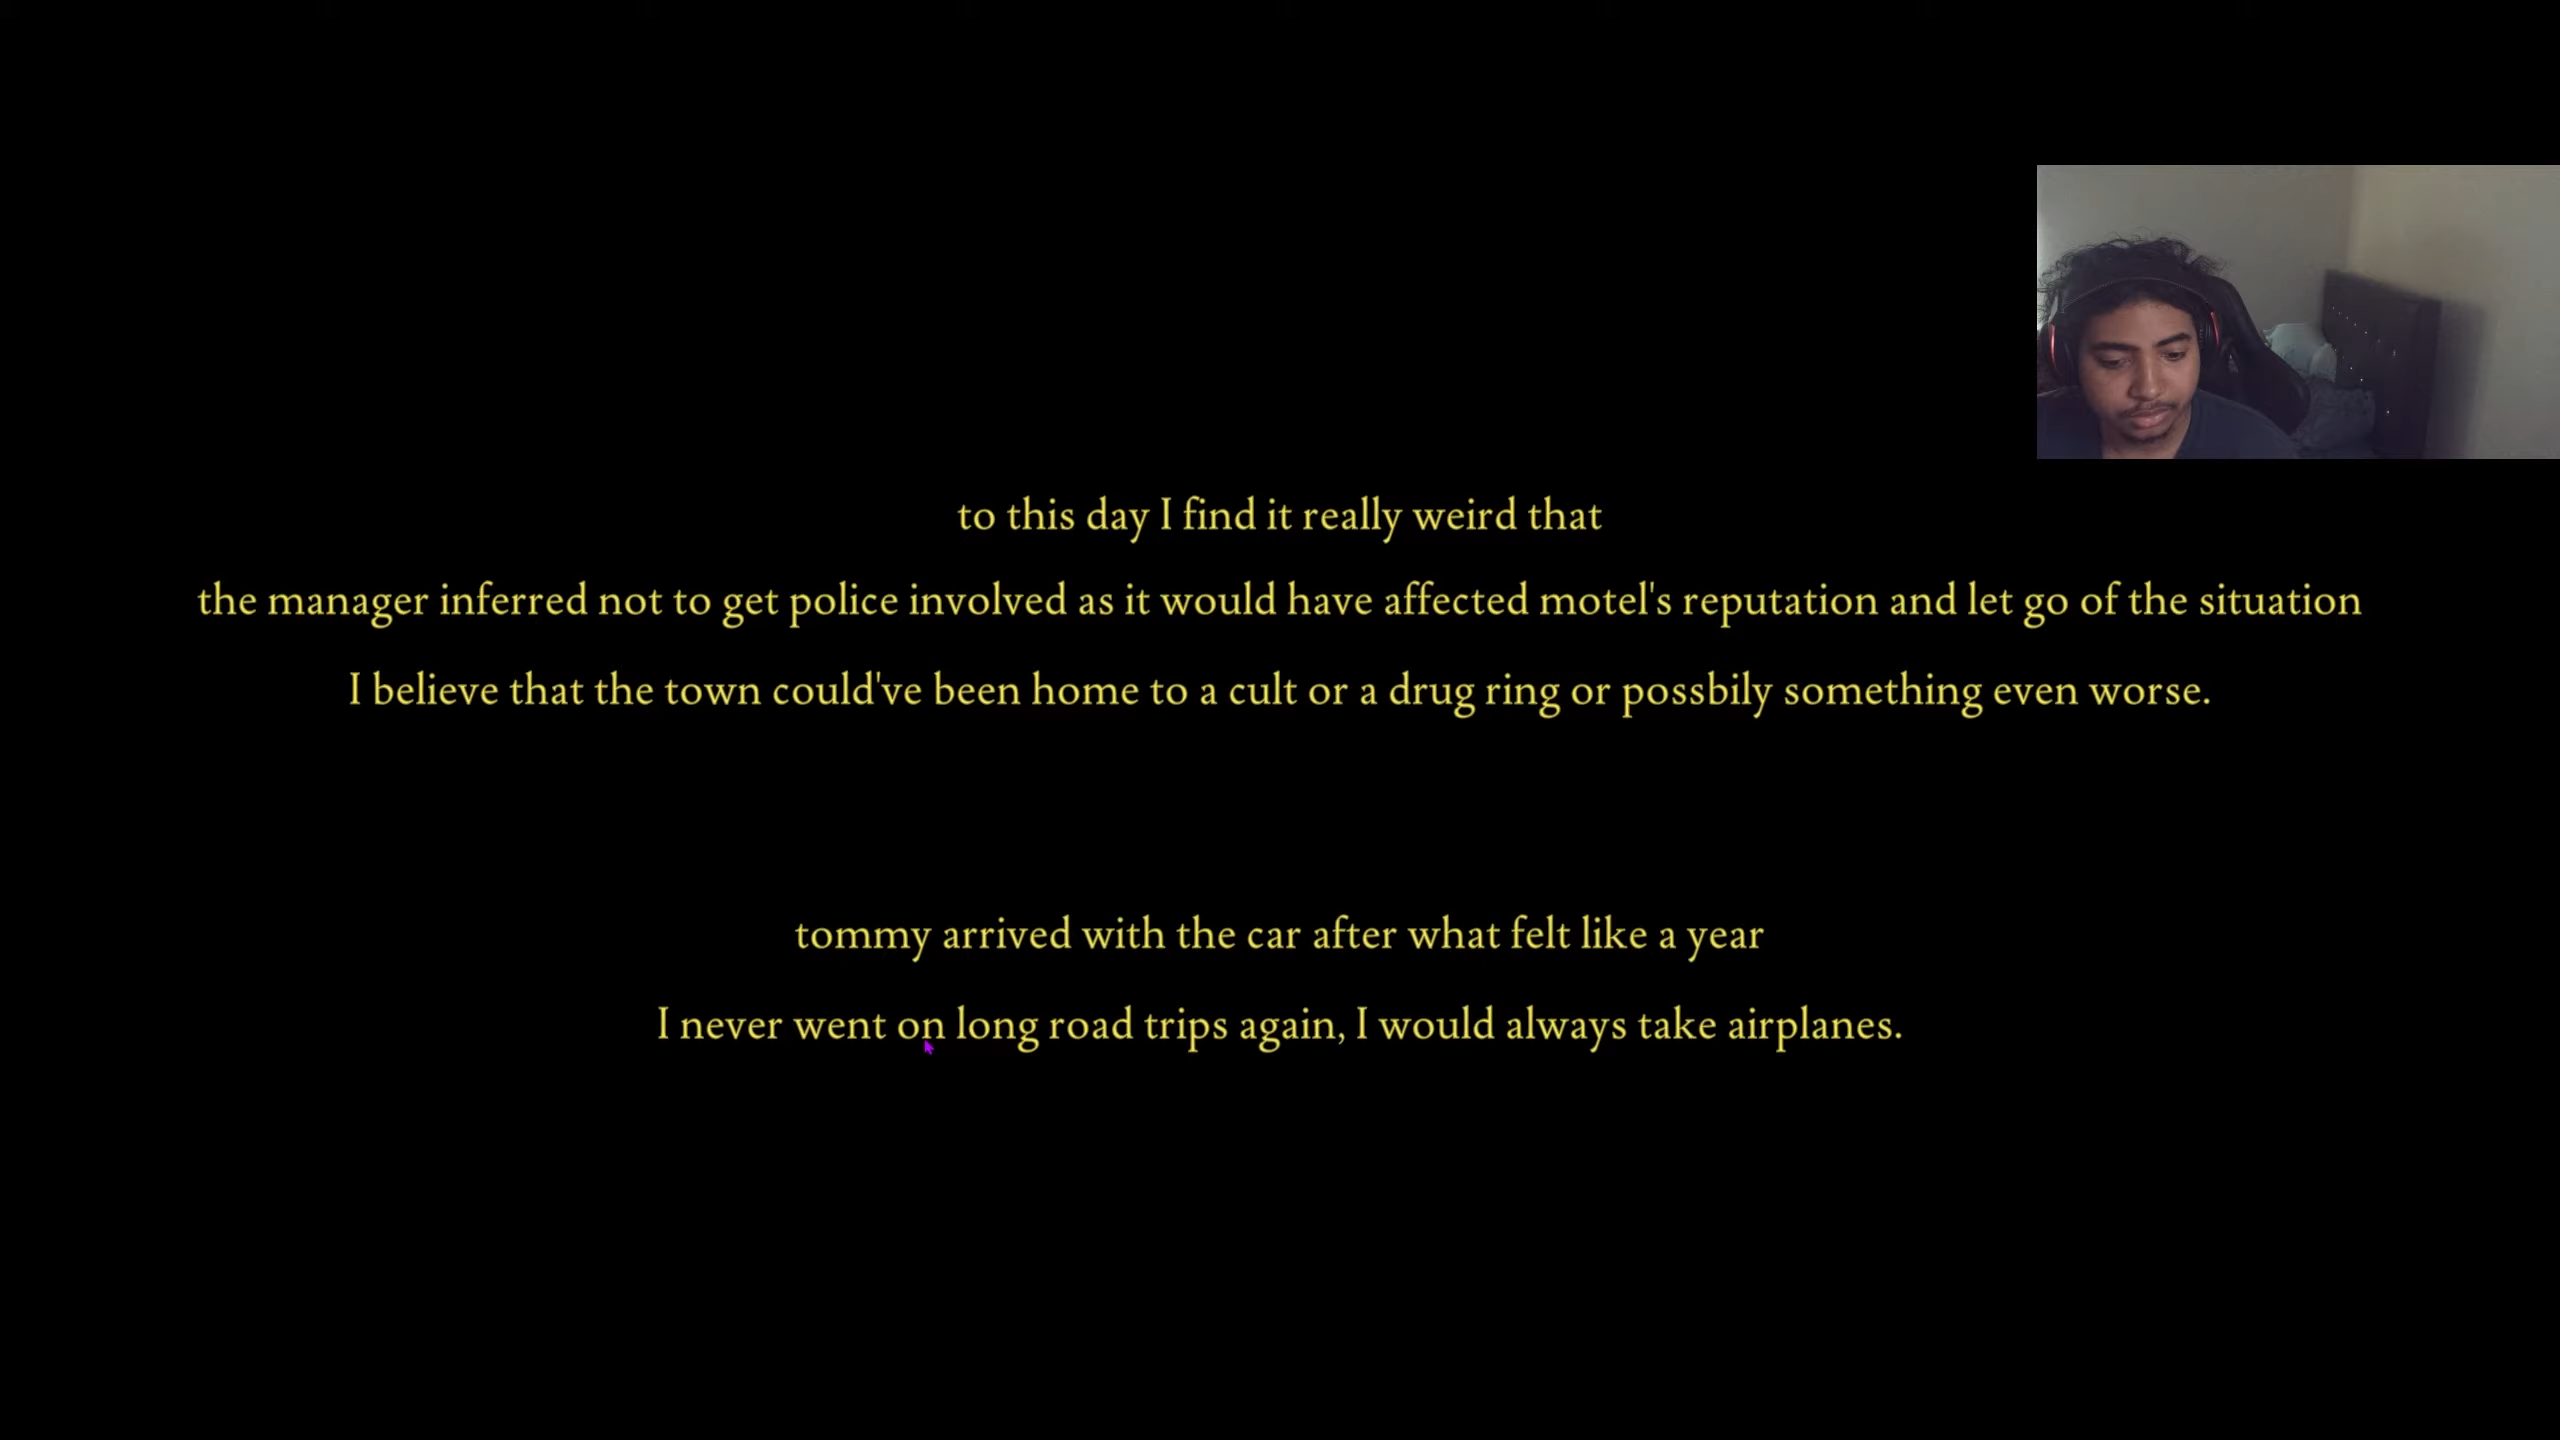 to this day I find it really weird that
the manager inferred not to get police involved as it would have affected motel's reputation and let go of the situation
I believe that the town could've been home to a cult or a drug ring or possbily something even worse.
tommy arrived with the car after what felt like a year
I never went on long road trips again, I would always take airplanes.